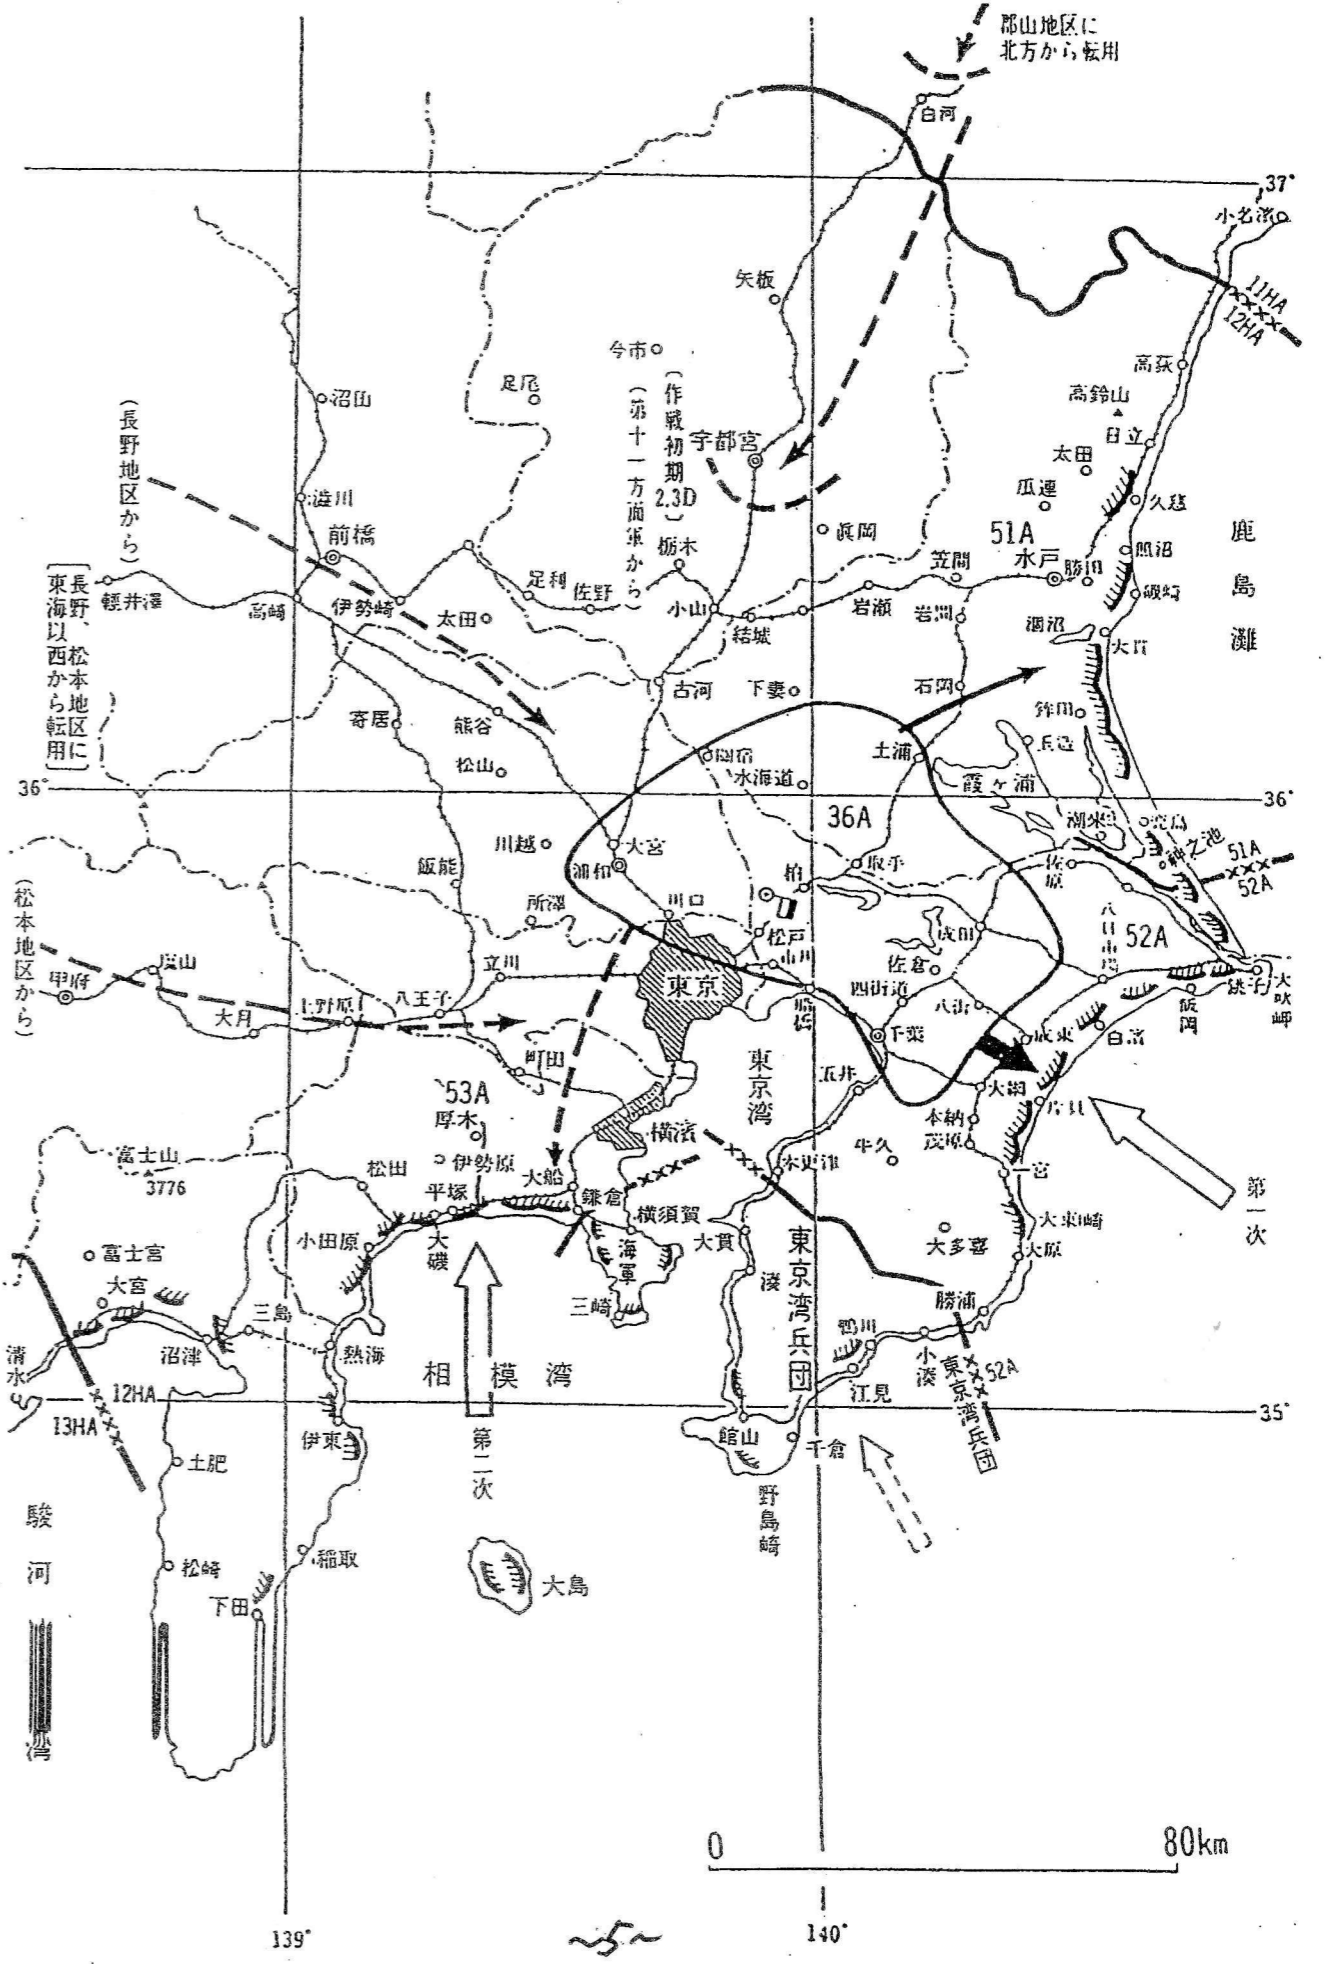 郡山地区に
北方から転用
白河
37°
小名濱
11HA
12HA
矢板
今市
足尾
沼田
高萩
高鈴山
日立
太田
(作戦初期2.3D)
(第十一方面軍から)
宇都宮
(長野地区から)
澁川
前橋
瓜連
久慈
51A
鹿島灘
眞岡
栃木
笠間
水戸
勝田
照沼
磯崎
[長野、松本地区に
東海以西から転用]
輕井澤
高崎
伊勢崎
足利
佐野
太田
小山
結城
岩瀬
岩間
涸沼
大貫
古河
下妻
石岡
鉾田
寄居
熊谷
松山
関宿
水海道
土浦
霞ヶ浦
36°
36°
36A
潮来
鹿島
神之池
51A
52A
川越
大宮
浦和
飯能
所澤
川口
柏
取手
佐原
松戸
市川
成田
八日市場
52A
(松本地区から)
甲府
塩山
大月
上野原
八王子
立川
東京
船橋
佐倉
四街道
八街
千葉
成東
飯岡
銚子
犬吠岬
町田
53A
厚木
東京湾
五井
大網
本納
茂原
片貝
一宮
富士山
3776
松田
伊勢原
平塚
大船
鎌倉
横濱
横須賀
海軍
木更津
牛久
第一次
富士宮
大宮
小田原
大磯
三崎
大貫
湊
東京湾兵団
大多喜
大東崎
大原
勝浦
清水
沼津
三島
熱海
相模湾
鴨川
小湊
江見
52A
東京湾兵団
12HA
13HA
35°
伊東
第二次
館山
千倉
野島崎
土肥
駿河湾
松崎
稲取
下田
大島
0
80km
139°
140°
~5~